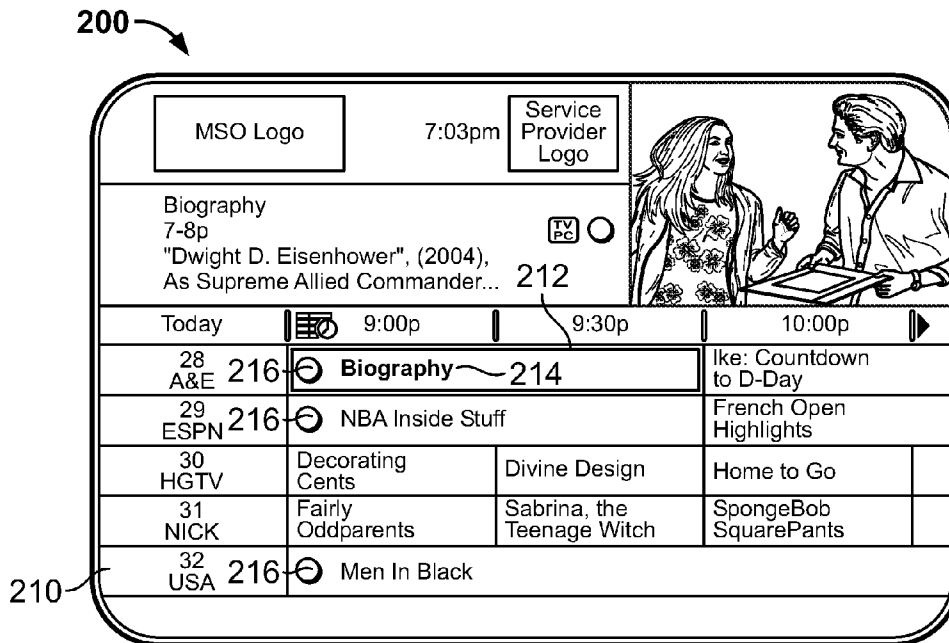 200
MSO Logo
7:03pm
Service
Provider
Logo
Biography
7-8p
"Dwight D. Eisenhower", (2004),
As Supreme Allied Commander...
TV
PC
212
Today
9:00p
9:30p
10:00p
28
A&E
216
Biography
214
Ike: Countdown
to D-Day
29
ESPN
216
NBA Inside Stuff
French Open
Highlights
30
HGTV
Decorating
Cents
Divine Design
Home to Go
31
NICK
Fairly
Oddparents
Sabrina, the
Teenage Witch
SpongeBob
SquarePants
32
USA
216
Men In Black
210